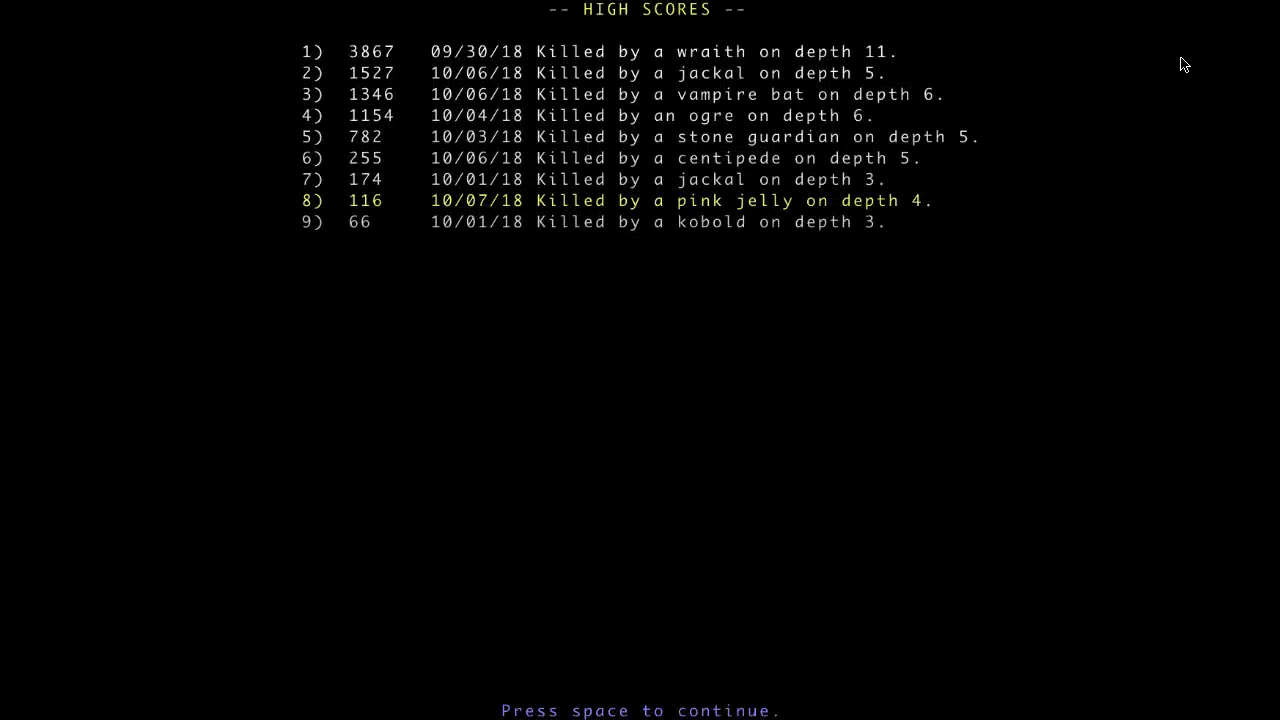 -- HIGH SCORES --
1) 3867 09/30/18 Killed by a wraith on depth 11.
2) 1527 10/06/18 Killed by a jackal on depth 5.
3) 1346 10/06/18 Killed by a vampire bat on depth 6.
4) 1154 10/04/18 Killed by an ogre on depth 6.
5) 782 10/03/18 Killed by a stone guardian on depth 5.
6) 255 10/06/18 Killed by a centipede on depth 5.
7) 174 10/01/18 Killed by a jackal on depth 3.
8) 116 10/07/18 Killed by a pink jelly on depth 4.
9) 66 10/01/18 Killed by a kobold on depth 3.
Press space to continue.